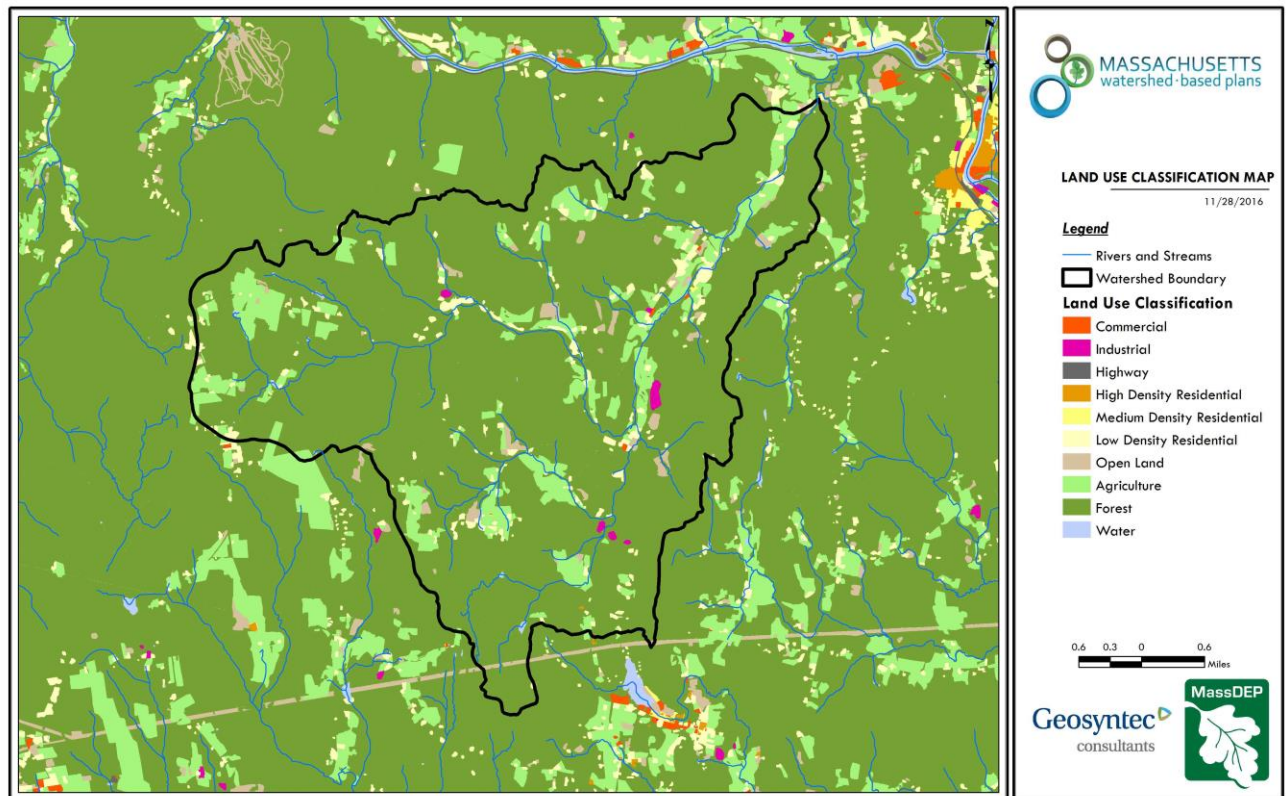 MASSACHUSETTS
watershed·based plans
LAND USE CLASSIFICATION MAP
11/28/2016
Legend
Rivers and Streams
Watershed Boundary
Land Use Classification
Commercial
Industrial
Highway
High Density Residential
Medium Density Residential
Low Density Residential
Open Land
Agriculture
Forest
Water
0.6 0.3 0 0.6
Miles
Geosyntec
consultants
MassDEP